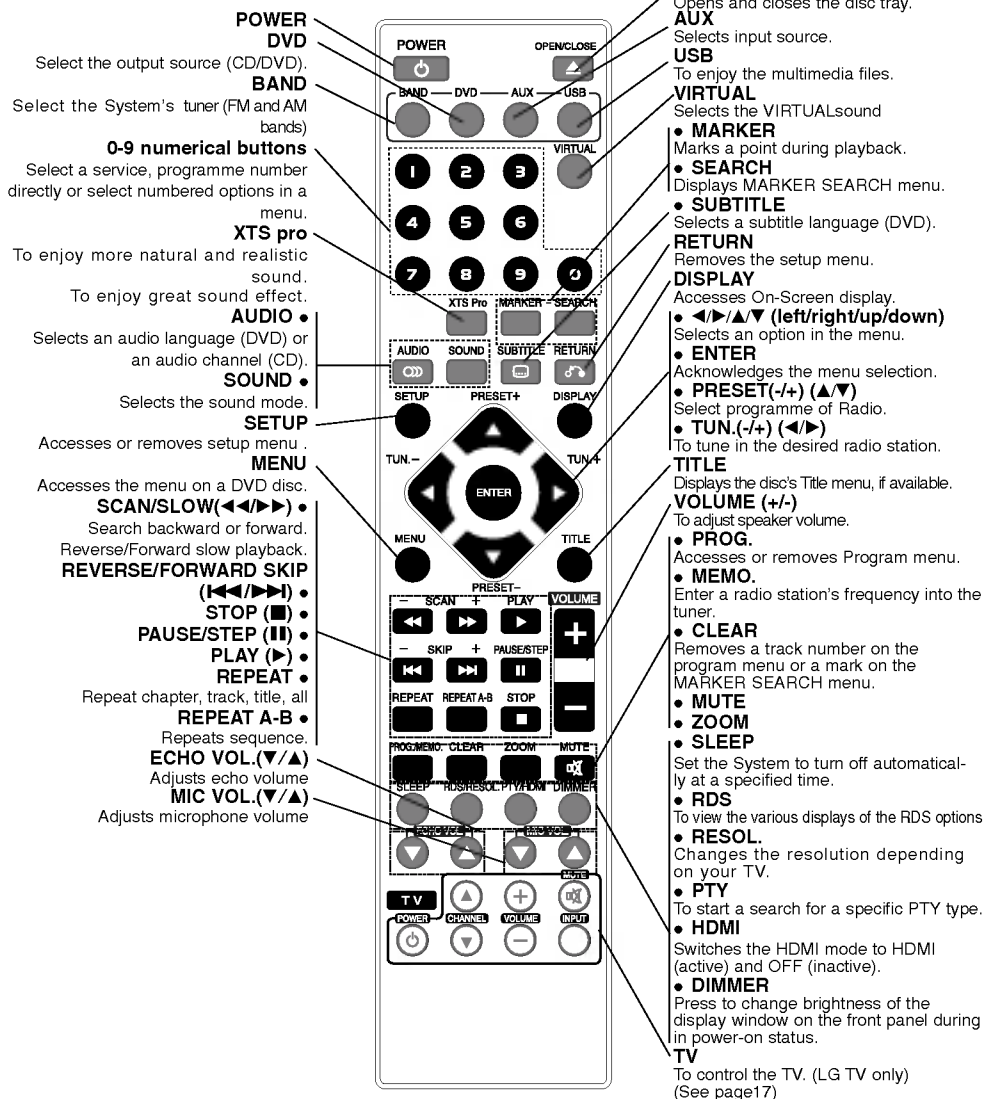 POWER
DVD
Select the output source (CD/DVD).
BAND
Select the System's tuner (FM and AM
bands)
0-9 numerical buttons
Select a service, programme number
directly or select numbered options in a
menu.
XTS pro
To enjoy more natural and realistic
sound.
To enjoy great sound effect.
AUDIO ●
Selects an audio language (DVD) or
an audio channel (CD).
SOUND ●
Selects the sound mode.
SETUP
Accesses or removes setup menu .
MENU
Accesses the menu on a DVD disc.
SCAN/SLOW(◄◄/►►) ●
Search backward or forward.
Reverse/Forward slow playback.
REVERSE/FORWARD SKIP
(I◄◄/►►I) ●
STOP (■) ●
PAUSE/STEP (II) ●
PLAY (►) ●
REPEAT ●
Repeat chapter, track, title, all
REPEAT A-B ●
Repeats sequence.
ECHO VOL.(▼/▲)
Adjusts echo volume
MIC VOL.(▼/▲)
Adjusts microphone volume
POWER OPEN/CLOSE
BAND DVD AUX USB
VIRTUAL
1 2 3
4 5 6
7 8 9 0
XTS Pro MARKER SEARCH
AUDIO SOUND SUBTITLE RETURN
SETUP PRESET+ DISPLAY
TUN.- TUN.+
ENTER
MENU TITLE
PRESET-
- SCAN + PLAY VOLUME
+
- SKIP + PAUSE/STEP
REPEAT REPEAT A-B STOP
-
PROG./MEMO. CLEAR ZOOM MUTE
SLEEP RDS/RESOL. PTY/HDMI DIMMER
ECHO VOL MIC VOL
MUTE
TV
POWER CHANNEL VOLUME INPUT
Opens and closes the disc tray.
AUX
Selects input source.
USB
To enjoy the multimedia files.
VIRTUAL
Selects the VIRTUALsound
● MARKER
Marks a point during playback.
● SEARCH
Displays MARKER SEARCH menu.
● SUBTITLE
Selects a subtitle language (DVD).
RETURN
Removes the setup menu.
DISPLAY
Accesses On-Screen display.
● ◄/►/▲/▼ (left/right/up/down)
Selects an option in the menu.
● ENTER
Acknowledges the menu selection.
● PRESET(-/+) (▲/▼)
Select programme of Radio.
● TUN.(-/+) (◄/►)
To tune in the desired radio station.
TITLE
Displays the disc's Title menu, if available.
VOLUME (+/-)
To adjust speaker volume.
● PROG.
Accesses or removes Program menu.
● MEMO.
Enter a radio station's frequency into the
tuner.
● CLEAR
Removes a track number on the
program menu or a mark on the
MARKER SEARCH menu.
● MUTE
● ZOOM
● SLEEP
Set the System to turn off automatical-
ly at a specified time.
● RDS
To view the various displays of the RDS options
● RESOL.
Changes the resolution depending
on your TV.
● PTY
To start a search for a specific PTY type.
● HDMI
Switches the HDMI mode to HDMI
(active) and OFF (inactive).
● DIMMER
Press to change brightness of the
display window on the front panel during
in power-on status.
TV
To control the TV. (LG TV only)
(See page17)